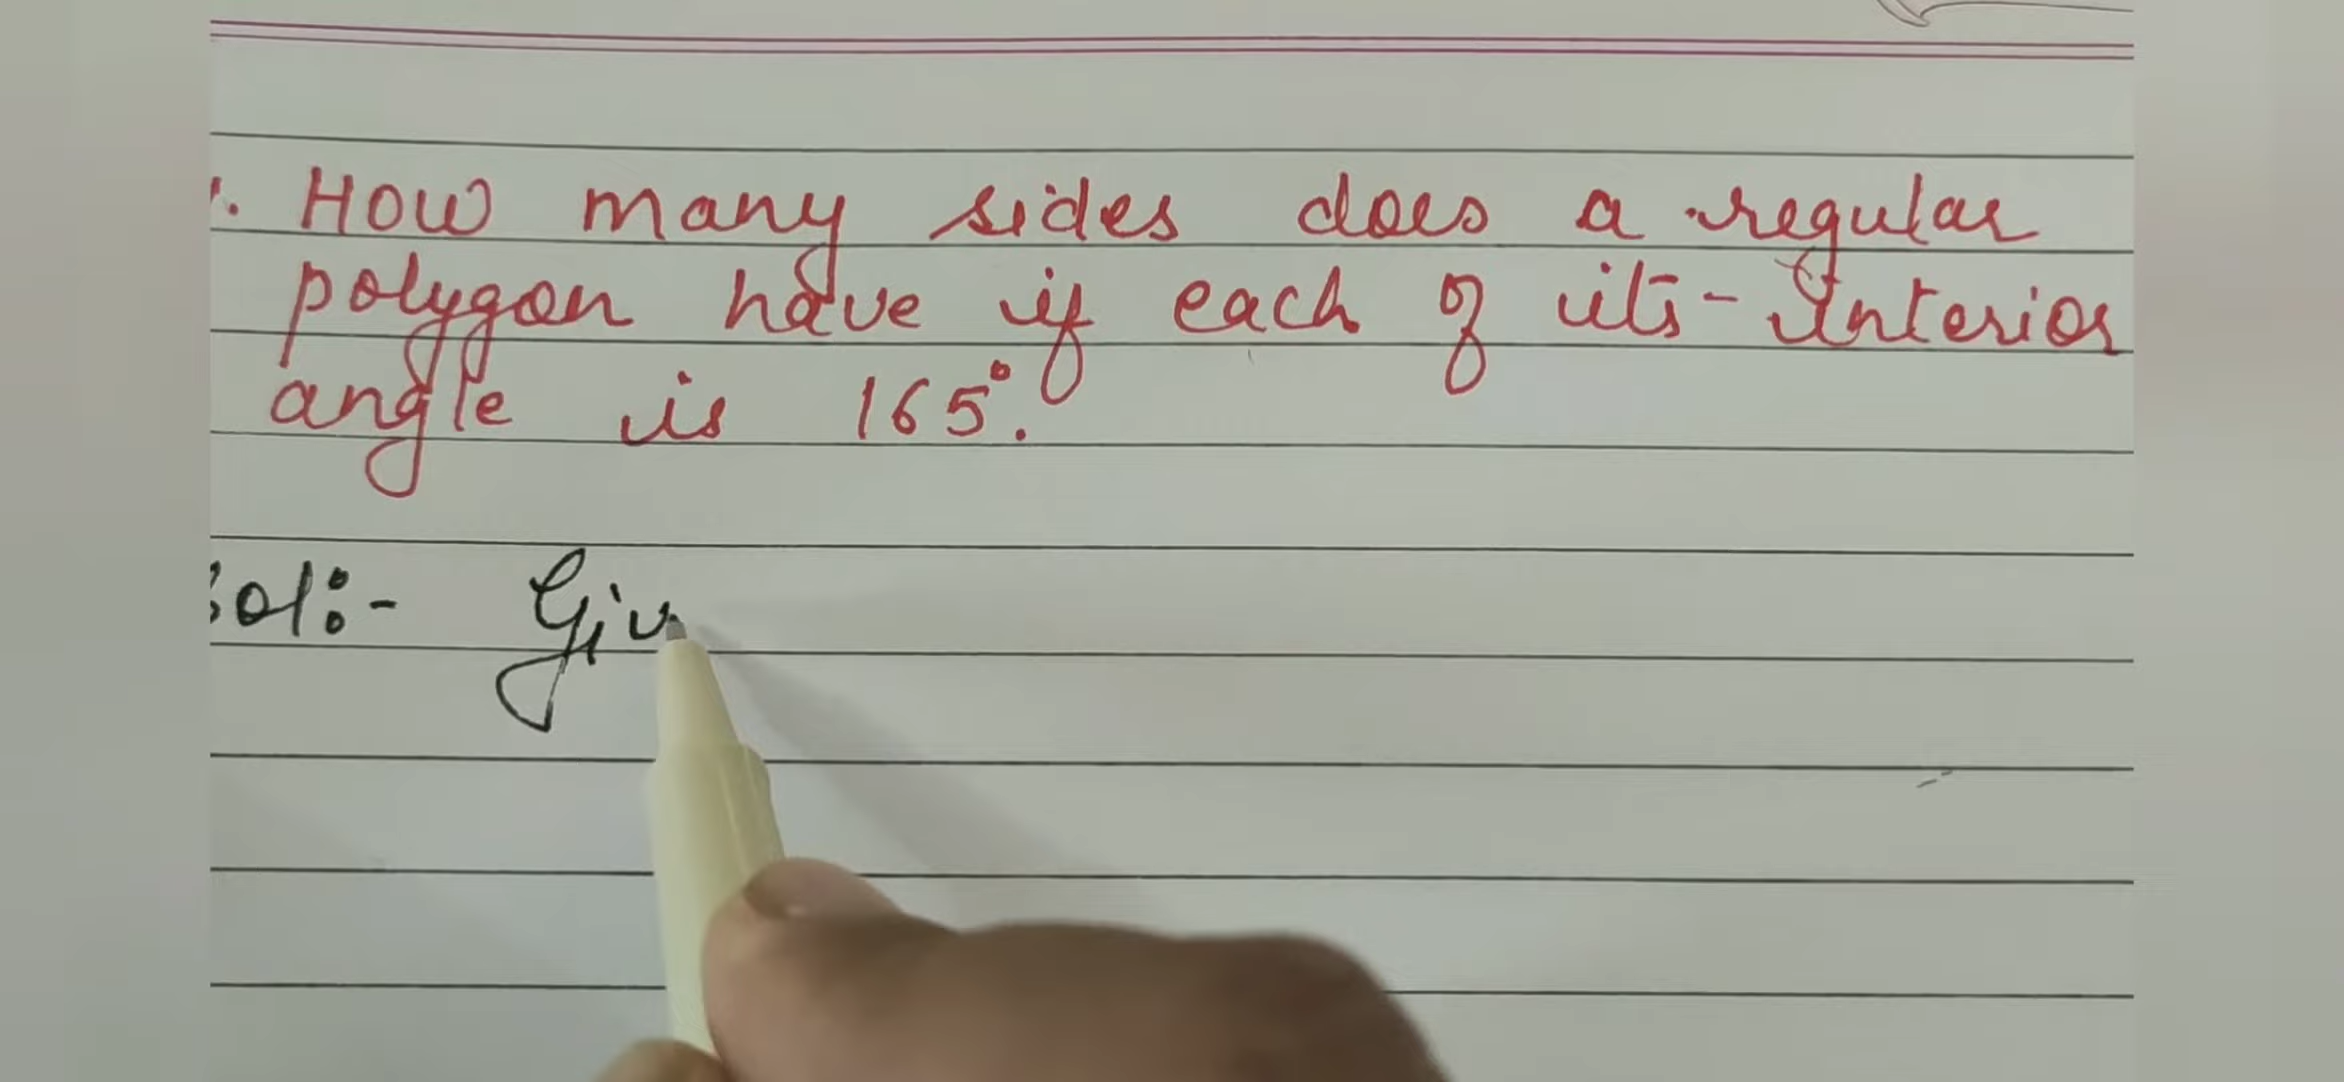 . How many sides does a regular
polygon have if each of its- interior
angle is 165°.
Sol:- Giv